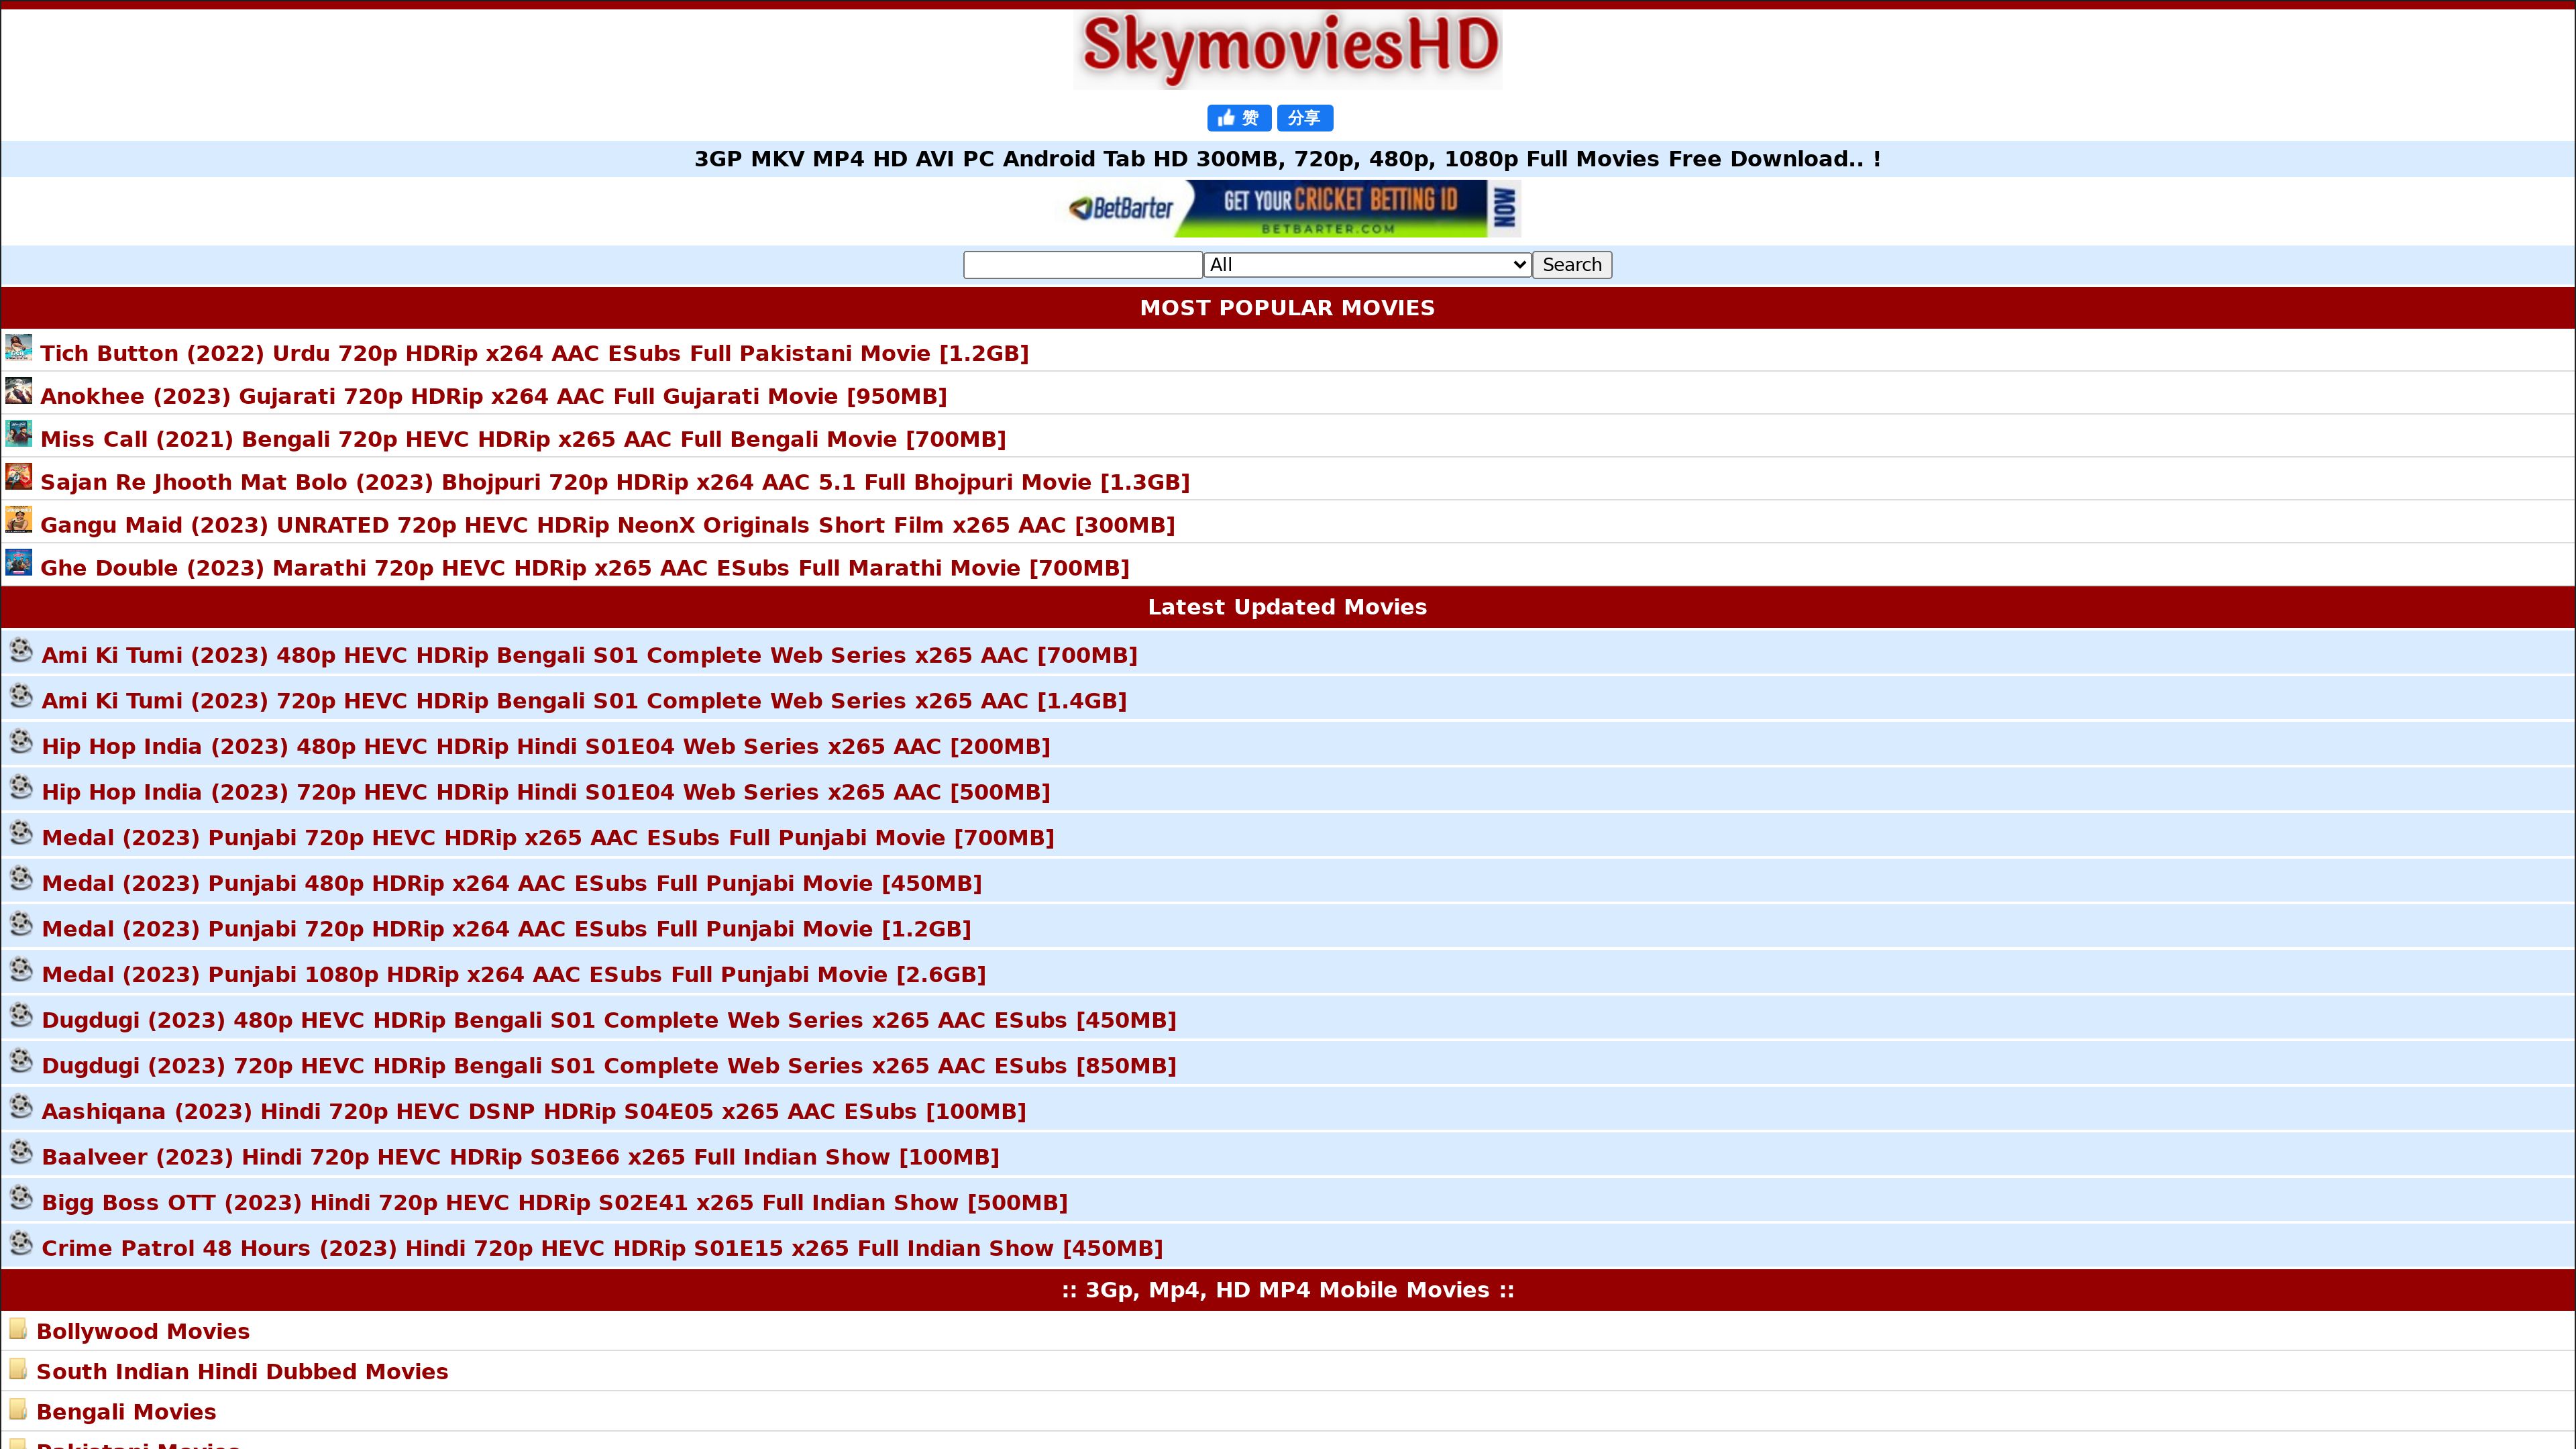 SkymoviesHD
赞 分享
3GP MKV MP4 HD AVI PC Android Tab HD 300MB, 720p, 480p, 1080p Full Movies Free Download.. !
BetBarter GET YOUR CRICKET BETTING ID NOW
BETBARTER.COM
All Search
MOST POPULAR MOVIES
Tich Button (2022) Urdu 720p HDRip x264 AAC ESubs Full Pakistani Movie [1.2GB]
Anokhee (2023) Gujarati 720p HDRip x264 AAC Full Gujarati Movie [950MB]
Miss Call (2021) Bengali 720p HEVC HDRip x265 AAC Full Bengali Movie [700MB]
Sajan Re Jhooth Mat Bolo (2023) Bhojpuri 720p HDRip x264 AAC 5.1 Full Bhojpuri Movie [1.3GB]
Gangu Maid (2023) UNRATED 720p HEVC HDRip NeonX Originals Short Film x265 AAC [300MB]
Ghe Double (2023) Marathi 720p HEVC HDRip x265 AAC ESubs Full Marathi Movie [700MB]
Latest Updated Movies
Ami Ki Tumi (2023) 480p HEVC HDRip Bengali S01 Complete Web Series x265 AAC [700MB]
Ami Ki Tumi (2023) 720p HEVC HDRip Bengali S01 Complete Web Series x265 AAC [1.4GB]
Hip Hop India (2023) 480p HEVC HDRip Hindi S01E04 Web Series x265 AAC [200MB]
Hip Hop India (2023) 720p HEVC HDRip Hindi S01E04 Web Series x265 AAC [500MB]
Medal (2023) Punjabi 720p HEVC HDRip x265 AAC ESubs Full Punjabi Movie [700MB]
Medal (2023) Punjabi 480p HDRip x264 AAC ESubs Full Punjabi Movie [450MB]
Medal (2023) Punjabi 720p HDRip x264 AAC ESubs Full Punjabi Movie [1.2GB]
Medal (2023) Punjabi 1080p HDRip x264 AAC ESubs Full Punjabi Movie [2.6GB]
Dugdugi (2023) 480p HEVC HDRip Bengali S01 Complete Web Series x265 AAC ESubs [450MB]
Dugdugi (2023) 720p HEVC HDRip Bengali S01 Complete Web Series x265 AAC ESubs [850MB]
Aashiqana (2023) Hindi 720p HEVC DSNP HDRip S04E05 x265 AAC ESubs [100MB]
Baalveer (2023) Hindi 720p HEVC HDRip S03E66 x265 Full Indian Show [100MB]
Bigg Boss OTT (2023) Hindi 720p HEVC HDRip S02E41 x265 Full Indian Show [500MB]
Crime Patrol 48 Hours (2023) Hindi 720p HEVC HDRip S01E15 x265 Full Indian Show [450MB]
:: 3Gp, Mp4, HD MP4 Mobile Movies ::
Bollywood Movies
South Indian Hindi Dubbed Movies
Bengali Movies
Pakistani Movies